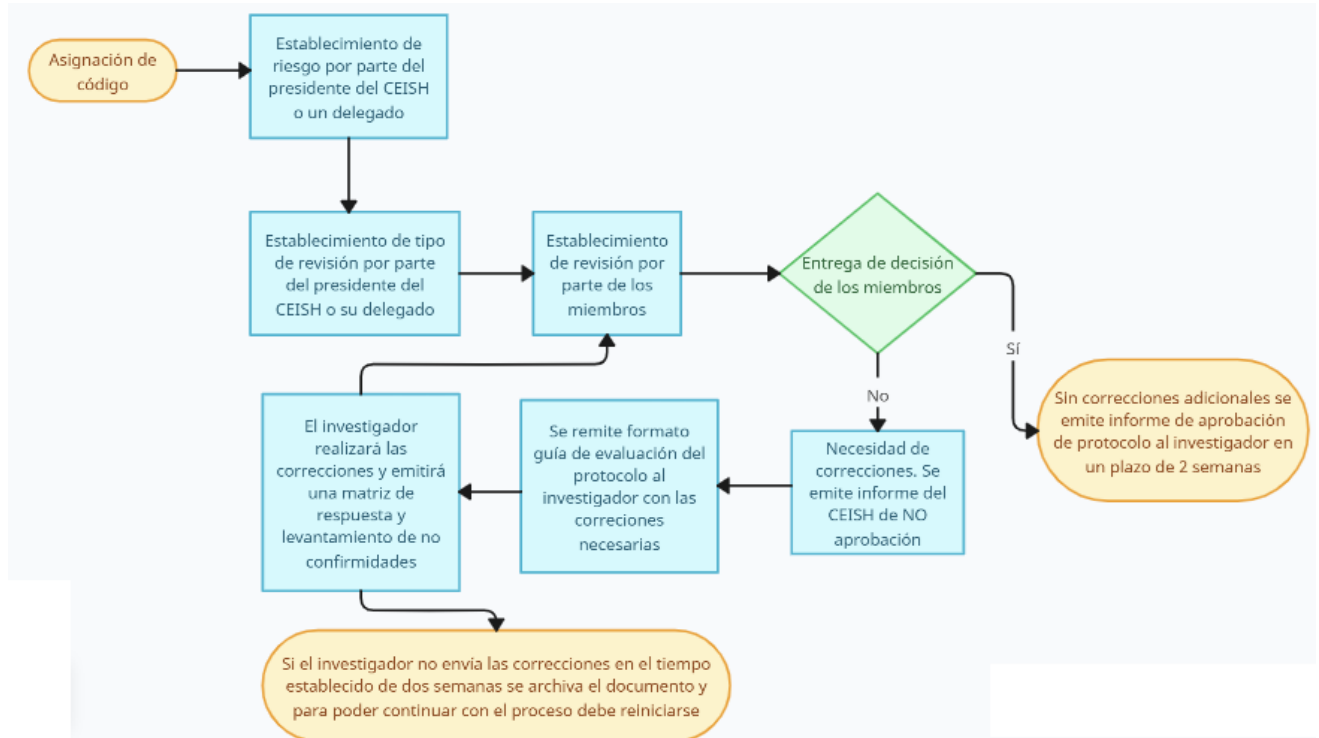 Asignación de
código
Establecimiento de
riesgo por parte del
presidente del CEISH
o un delegado
Establecimiento de tipo
de revisión por parte
del presidente del
CEISH o su delegado
Establecimiento
de revisión por
parte de los
miembros
Entrega de decisión
de los miembros
Sí
No
Sin correcciones adicionales se
emite informe de aprobación
de protocolo al investigador en
un plazo de 2 semanas
Necesidad de
correcciones. Se
emite informe del
CEISH de NO
aprobación
Se remite formato
guía de evaluación del
protocolo al
investigador con las
correciones
necesarias
El investigador
realizará las
correcciones y emitirá
una matriz de
respuesta y
levantamiento de no
confirmidades
Si el investigador no envía las correcciones en el tiempo
establecido de dos semanas se archiva el documento y
para poder continuar con el proceso debe reiniciarse